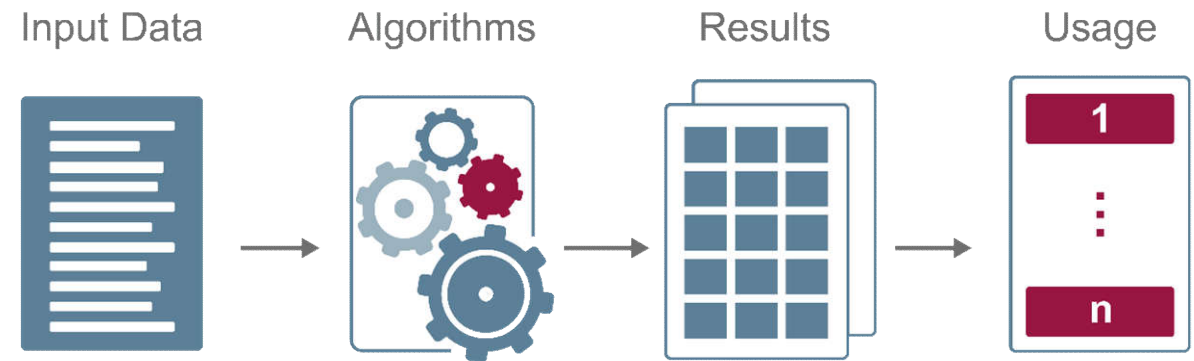 Input Data
Algorithms
Results
Usage
1
⋮
n